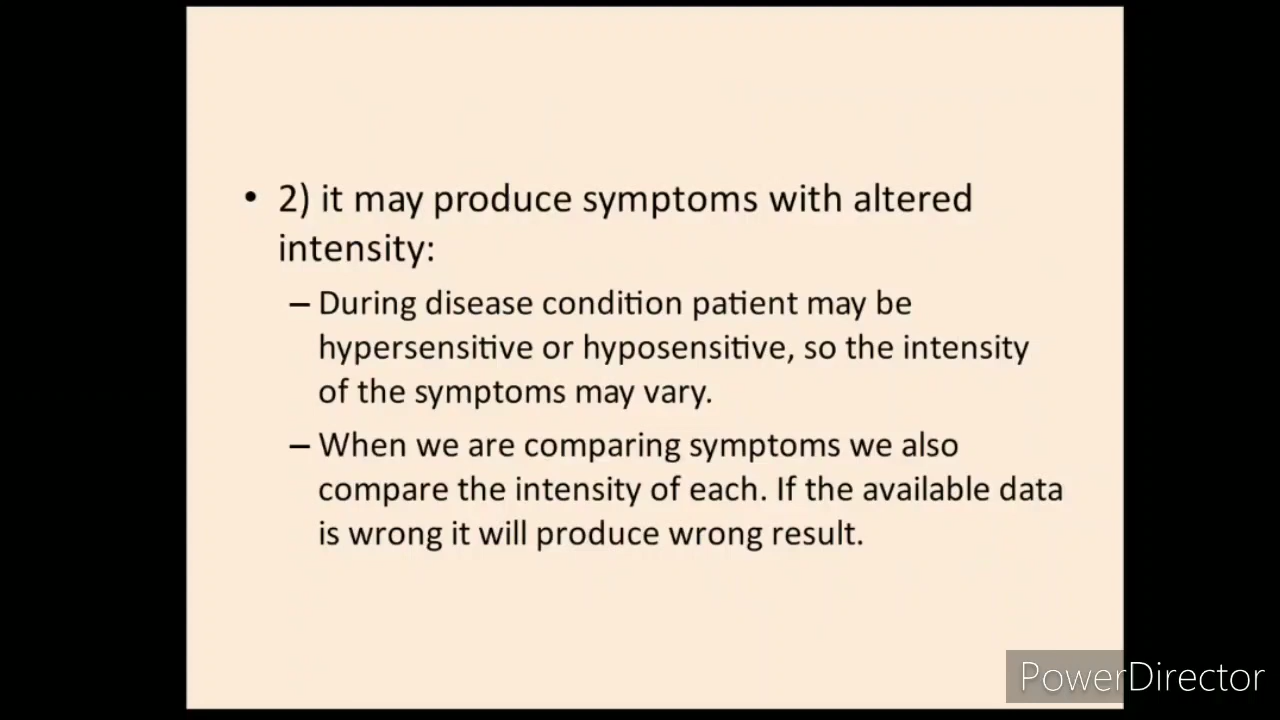 • 2) it may produce symptoms with altered
intensity:
– During disease condition patient may be
hypersensitive or hyposensitive, so the intensity
of the symptoms may vary.
– When we are comparing symptoms we also
compare the intensity of each. If the available data
is wrong it will produce wrong result.
PowerDirector